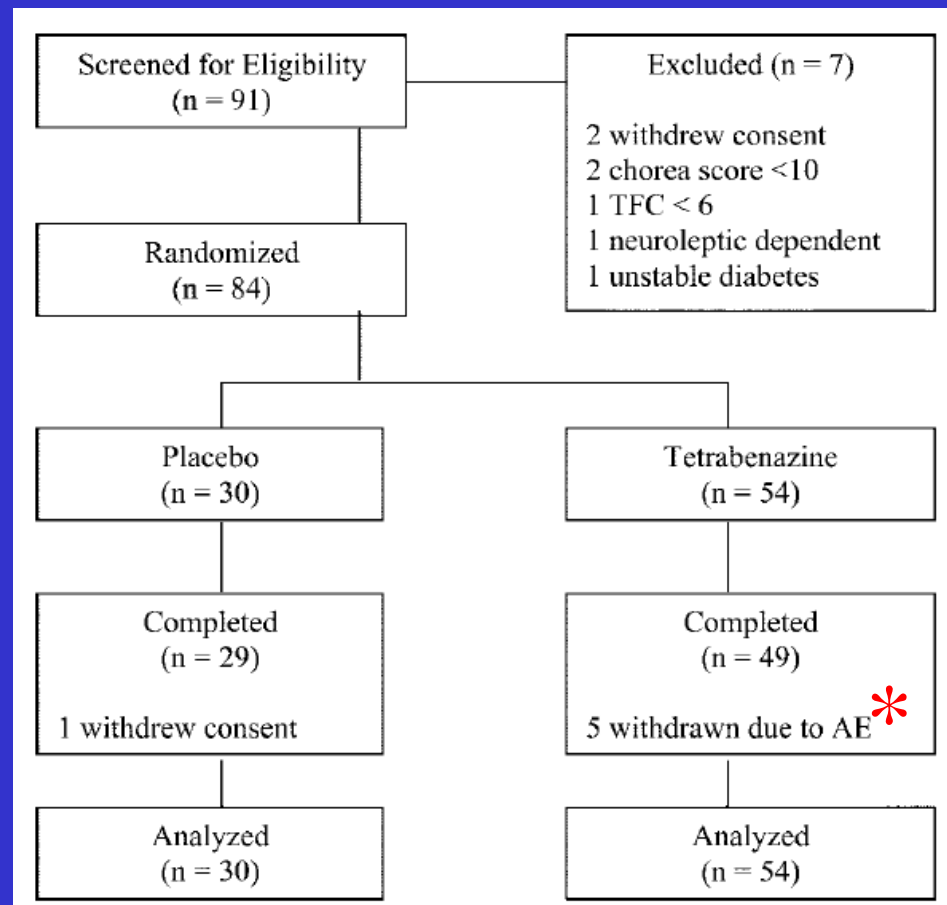 Screened for Eligibility
(n = 91)
Excluded (n = 7)
2 withdrew consent
2 chorea score <10
1 TFC < 6
1 neuroleptic dependent
1 unstable diabetes
Randomized
(n = 84)
Placebo
(n = 30)
Tetrabenazine
(n = 54)
Completed
(n = 29)
1 withdrew consent
Completed
(n = 49)
5 withdrawn due to AE*
Analyzed
(n = 30)
Analyzed
(n = 54)